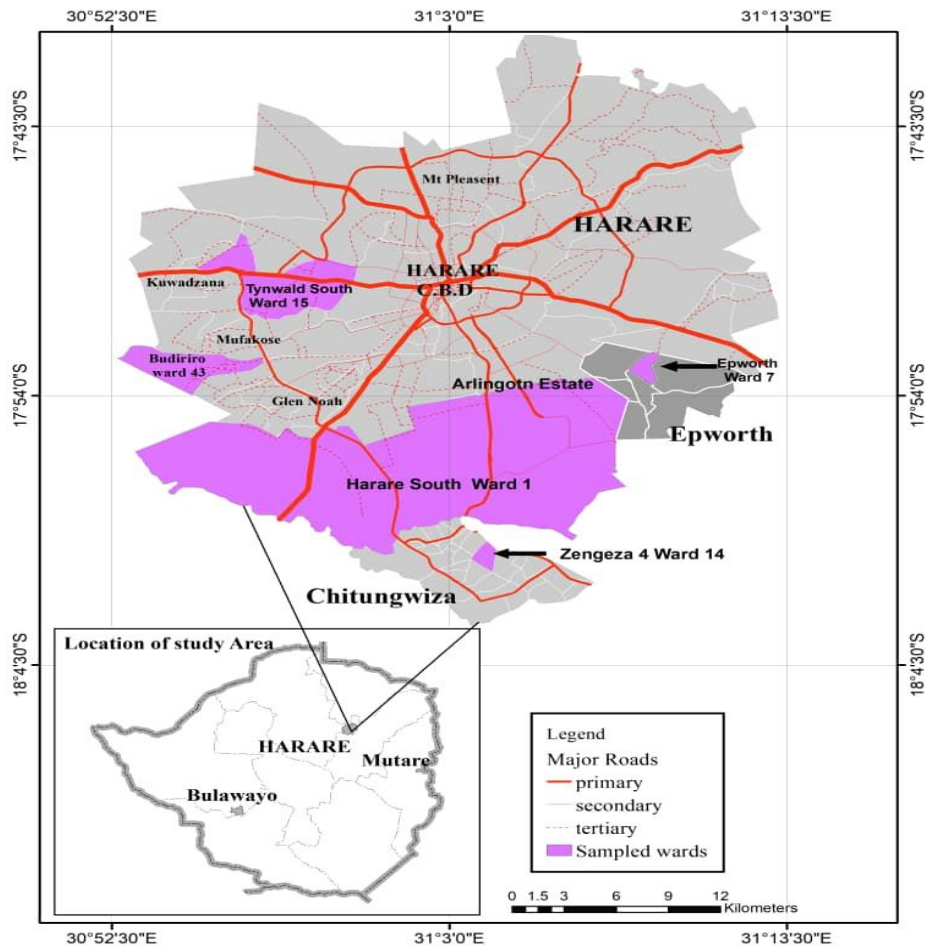 30°52'30"E
31°3'0"E
31°13'30"E
17°43'30"S
17°43'30"S
Mt Pleasent
HARARE
HARARE
C.B.D
Kuwadzana
Tynwald South
Ward 15
Mufakose
Budiriro
ward 43
Glen Noah
Arlingotn Estate
Epworth
Ward 7
17°54'0"S
17°54'0"S
Epworth
Harare South Ward 1
Zengeza 4 Ward 14
Chitungwiza
18°4'30"S
18°4'30"S
Location of study Area
HARARE
Mutare
Bulawayo
Legend
Major Roads
primary
secondary
tertiary
Sampled wards
0 1.5 3 6 9 12
Kilometers
30°52'30"E
31°3'0"E
31°13'30"E